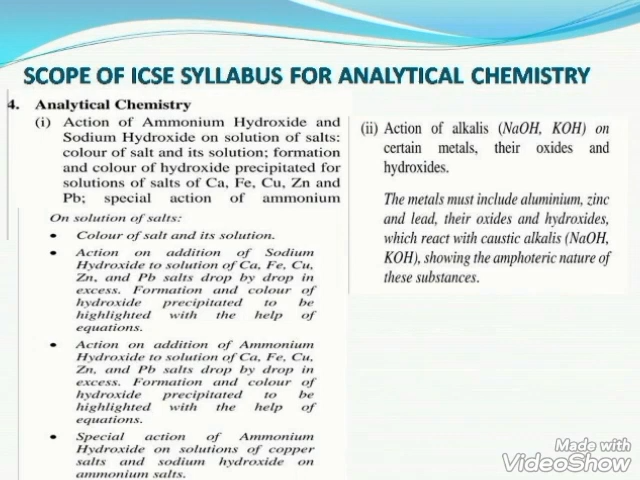 SCOPE OF ICSE SYLLABUS FOR ANALYTICAL CHEMISTRY
4. Analytical Chemistry
(i) Action of Ammonium Hydroxide and
Sodium Hydroxide on solution of salts:
colour of salt and its solution; formation
and colour of hydroxide precipitated for
solutions of salts of Ca, Fe, Cu, Zn and
Pb; special action of ammonium
On solution of salts:
• Colour of salt and its solution.
• Action on addition of Sodium
Hydroxide to solution of Ca, Fe, Cu,
Zn, and Pb salts drop by drop in
excess. Formation and colour of
hydroxide precipitated to be
highlighted with the help of
equations.
• Action on addition of Ammonium
Hydroxide to solution of Ca, Fe, Cu,
Zn, and Pb salts drop by drop in
excess. Formation and colour of
hydroxide precipitated to be
highlighted with the help of
equations.
• Special action of Ammonium
Hydroxide on solutions of copper
salts and sodium hydroxide on
ammonium salts.
(ii) Action of alkalis (NaOH, KOH) on
certain metals, their oxides and
hydroxides.
The metals must include aluminium, zinc
and lead, their oxides and hydroxides,
which react with caustic alkalis (NaOH,
KOH), showing the amphoteric nature of
these substances.
Made with
VideoShow